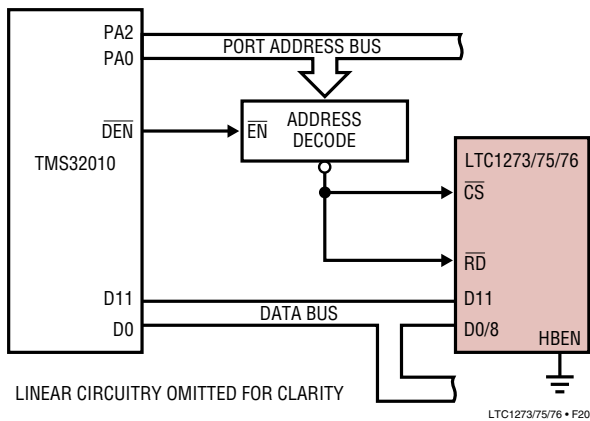 PA2
PORT ADDRESS BUS
PA0
DEN
EN
ADDRESS
DECODE
TMS32010
LTC1273/75/76
CS
RD
D11
D11
DATA BUS
D0
D0/8
HBEN
LINEAR CIRCUITRY OMITTED FOR CLARITY
LTC1273/75/76 • F20